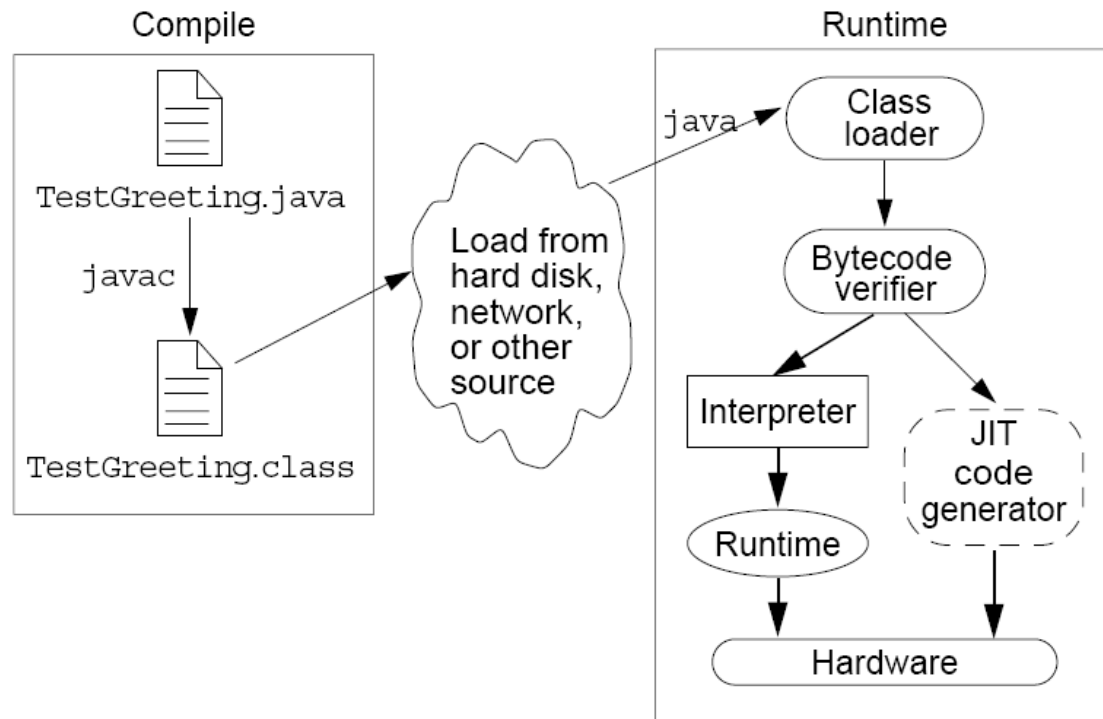 Compile
TestGreeting.java
javac
TestGreeting.class
Load from
hard disk,
network,
or other
source
Runtime
java
Class
loader
Bytecode
verifier
Interpreter
JIT
code
generator
Runtime
Hardware